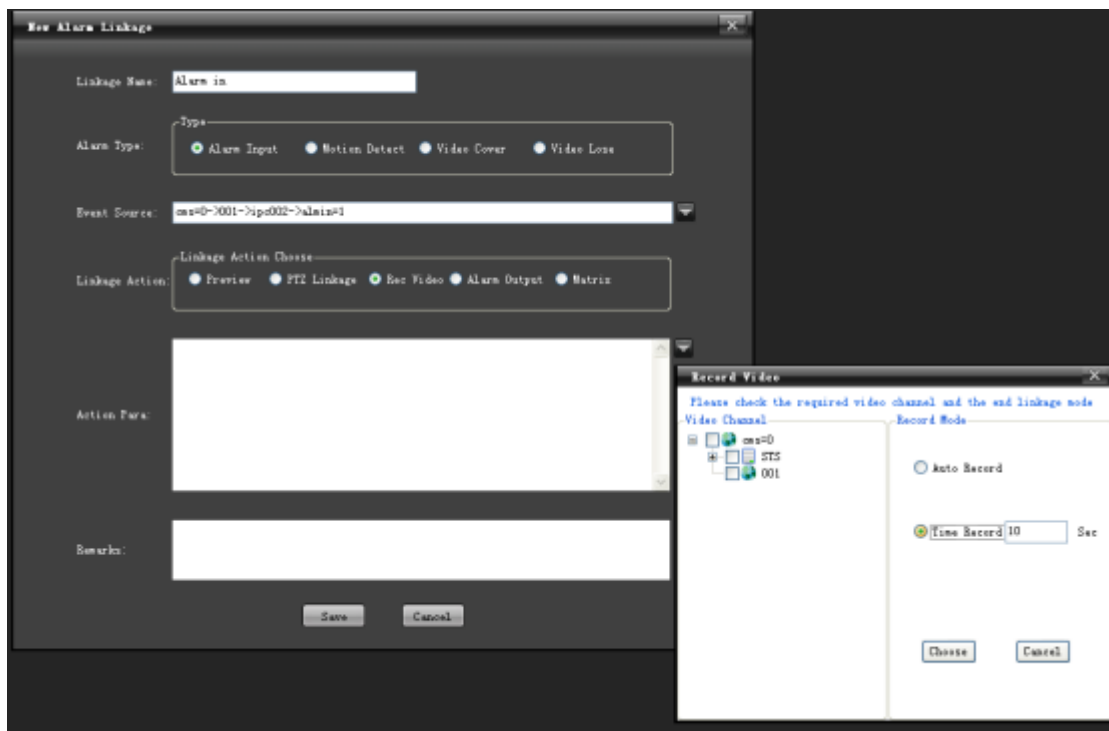 New Alarm Linkage
Linkage Name: Alarm in
Type
Alarm Type: Alarm Input Motion Detect Video Cover Video Lose
Event Source: cms=0->001->ipc002->almin=1
Linkage Action Choose
Linkage Action: Preview PTZ Linkage Rec Video Alarm Output Matrix
Action Para:
Remarks:
Save Cancel
Record Video
Please check the required video channel and the end linkage mode
Video Channel
cms=0
STS
001
Record Mode
Auto Record
Time Record 10 Sec
Choose Cancel